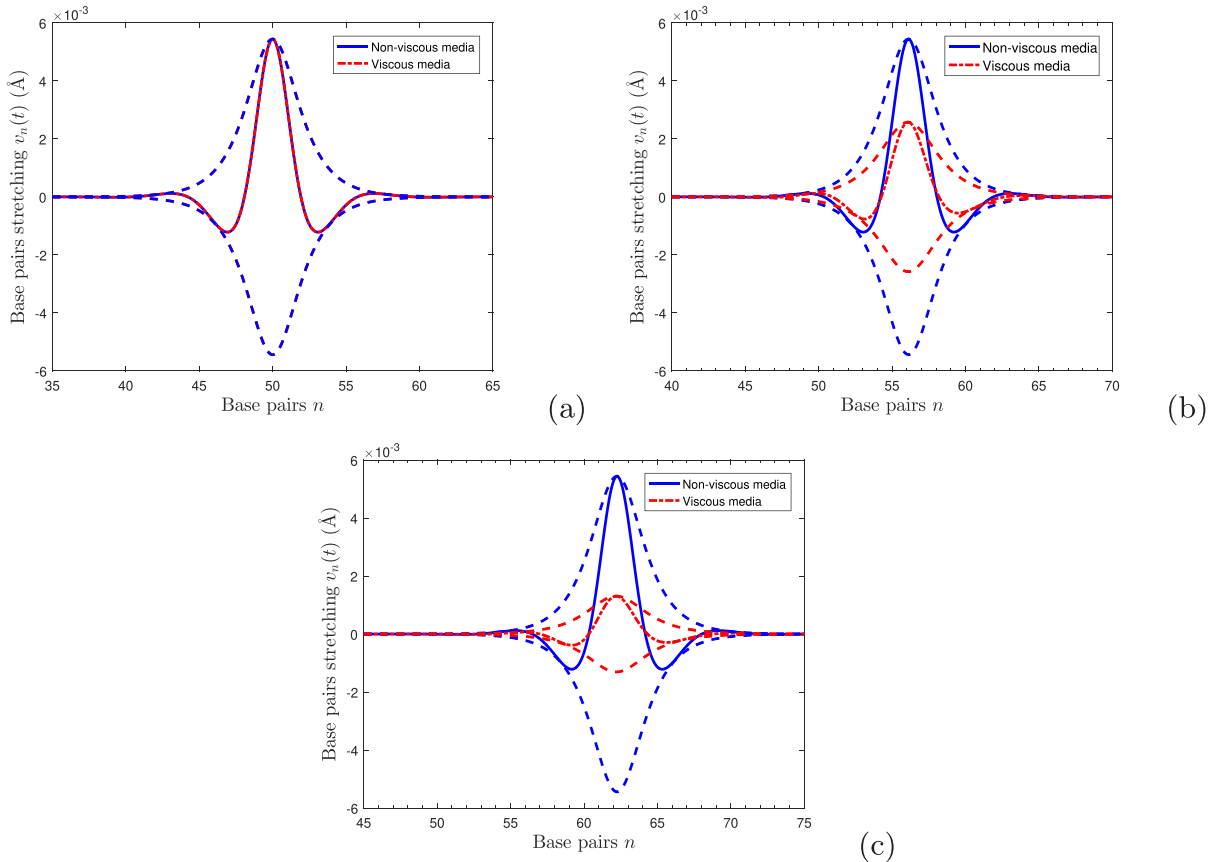 ×10⁻³
Base pairs stretching vₙ(t) (Å)
6
4
2
0
-2
-4
-6
Non-viscous media
Viscous media
35 40 45 50 55 60 65
Base pairs n
(a)
×10⁻³
Base pairs stretching vₙ(t) (Å)
6
4
2
0
-2
-4
-6
Non-viscous media
Viscous media
40 45 50 55 60 65 70
Base pairs n
(b)
×10⁻³
Base pairs stretching vₙ(t) (Å)
6
4
2
0
-2
-4
-6
Non-viscous media
Viscous media
45 50 55 60 65 70 75
Base pairs n
(c)